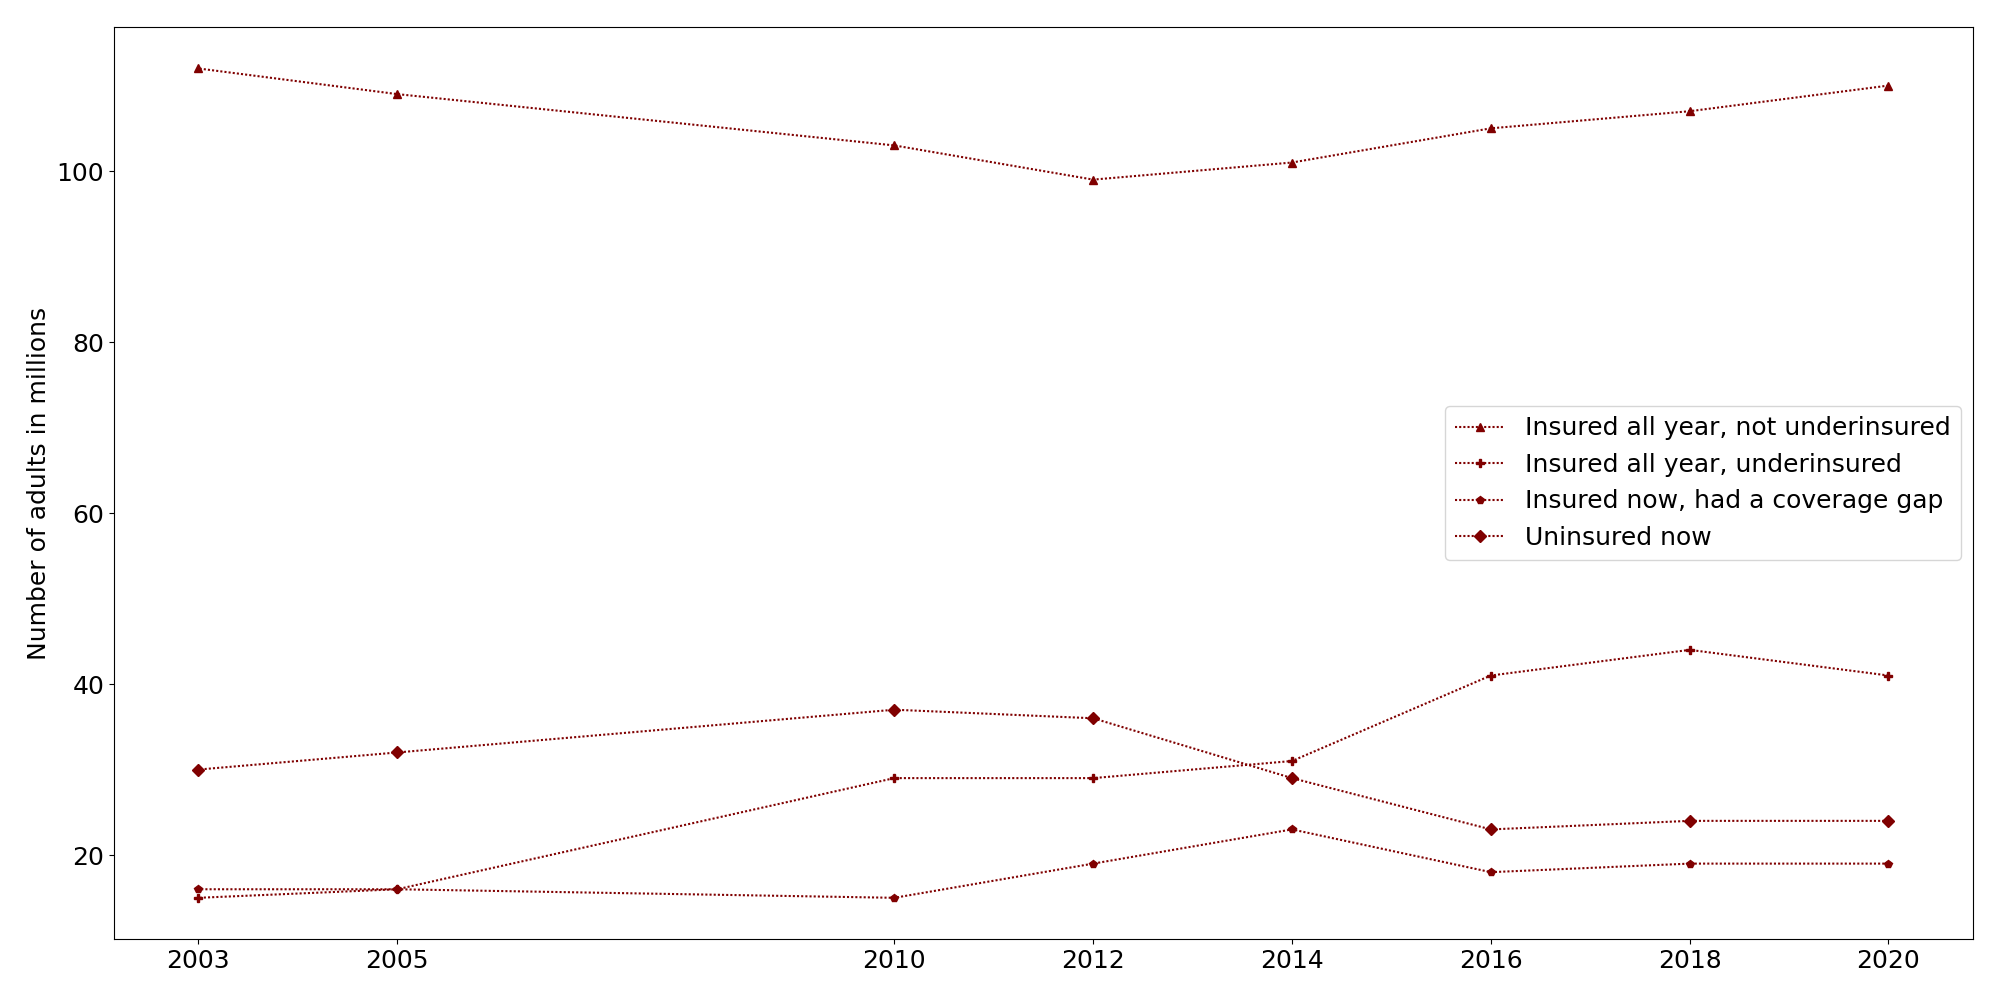 Number of adults in millions
100
80
60
40
20
2003
2005
2010
2012
2014
2016
2018
2020
Insured all year, not underinsured
Insured all year, underinsured
Insured now, had a coverage gap
Uninsured now